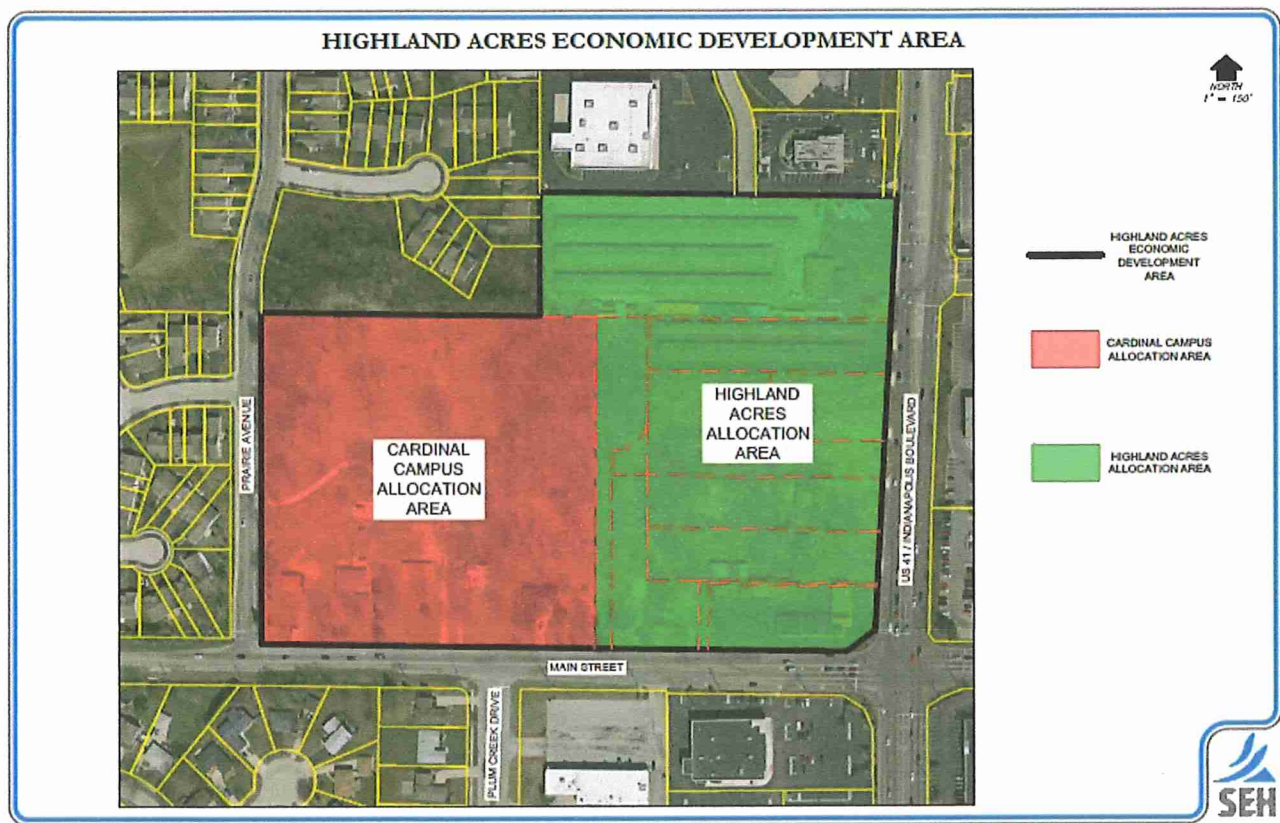 HIGHLAND ACRES ECONOMIC DEVELOPMENT AREA
NORTH
1" = 150'
HIGHLAND ACRES
ECONOMIC
DEVELOPMENT
AREA
CARDINAL CAMPUS
ALLOCATION AREA
HIGHLAND ACRES
ALLOCATION AREA
HIGHLAND
ACRES
ALLOCATION
AREA
CARDINAL
CAMPUS
ALLOCATION
AREA
PRAIRIE AVENUE
US 41 / INDIANAPOLIS BOULEVARD
MAIN STREET
PLUM CREEK DRIVE
SEH